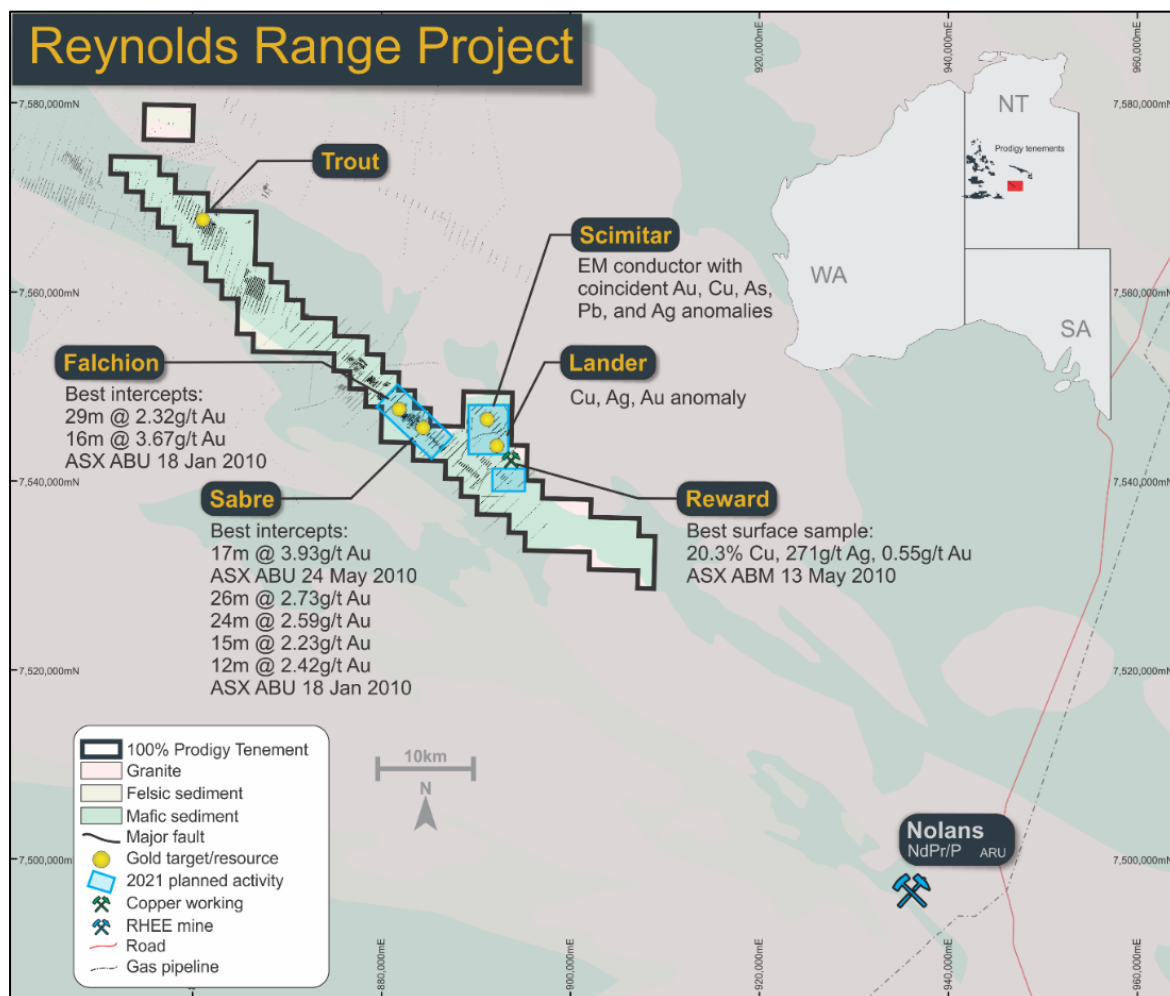 Reynolds Range Project
920,000mE
940,000mE
960,000mE
7,580,000mN
7,580,000mN
NT
Prodigy tenements
WA
SA
Trout
Scimitar
EM conductor with
coincident Au, Cu, As,
Pb, and Ag anomalies
7,560,000mN
7,560,000mN
Falchion
Best intercepts:
29m @ 2.32g/t Au
16m @ 3.67g/t Au
ASX ABU 18 Jan 2010
Lander
Cu, Ag, Au anomaly
7,540,000mN
7,540,000mN
Sabre
Best intercepts:
17m @ 3.93g/t Au
ASX ABU 24 May 2010
26m @ 2.73g/t Au
24m @ 2.59g/t Au
15m @ 2.23g/t Au
12m @ 2.42g/t Au
ASX ABU 18 Jan 2010
Reward
Best surface sample:
20.3% Cu, 271g/t Ag, 0.55g/t Au
ASX ABM 13 May 2010
7,520,000mN
7,520,000mN
100% Prodigy Tenement
Granite
Felsic sediment
Mafic sediment
Major fault
Gold target/resource
2021 planned activity
Copper working
RHEE mine
Road
Gas pipeline
10km
N
Nolans
NdPr/P ARU
7,500,000mN
7,500,000mN
880,000mE
900,000mE
940,000mE
960,000mE